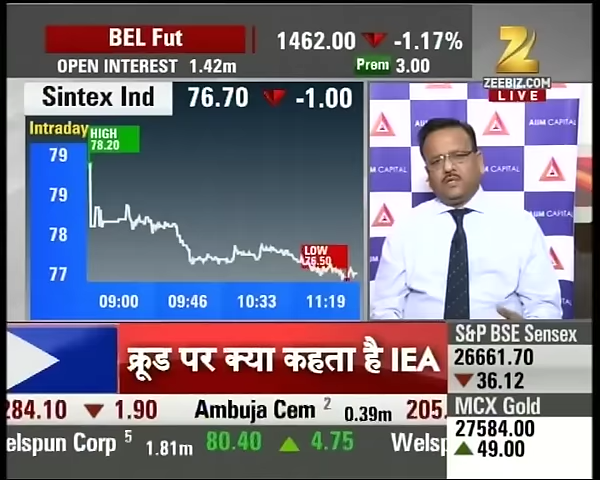 BEL Fut
1462.00 -1.17%
OPEN INTEREST 1.42m
Prem 3.00
Z
ZEEBIZ.COM
LIVE
Sintex Ind
76.70 -1.00
Intraday
HIGH
78.20
79
79
78
77
LOW
76.50
09:00 09:46 10:33 11:19
AUM CAPITAL
AUM CAPITAL
क्रूड पर क्या कहता है IEA
S&P BSE Sensex
26661.70
36.12
MCX Gold
27584.00
49.00
284.10 1.90 Ambuja Cem 2 0.39m 205.
elspun Corp 5 1.81m 80.40 4.75 Welsp